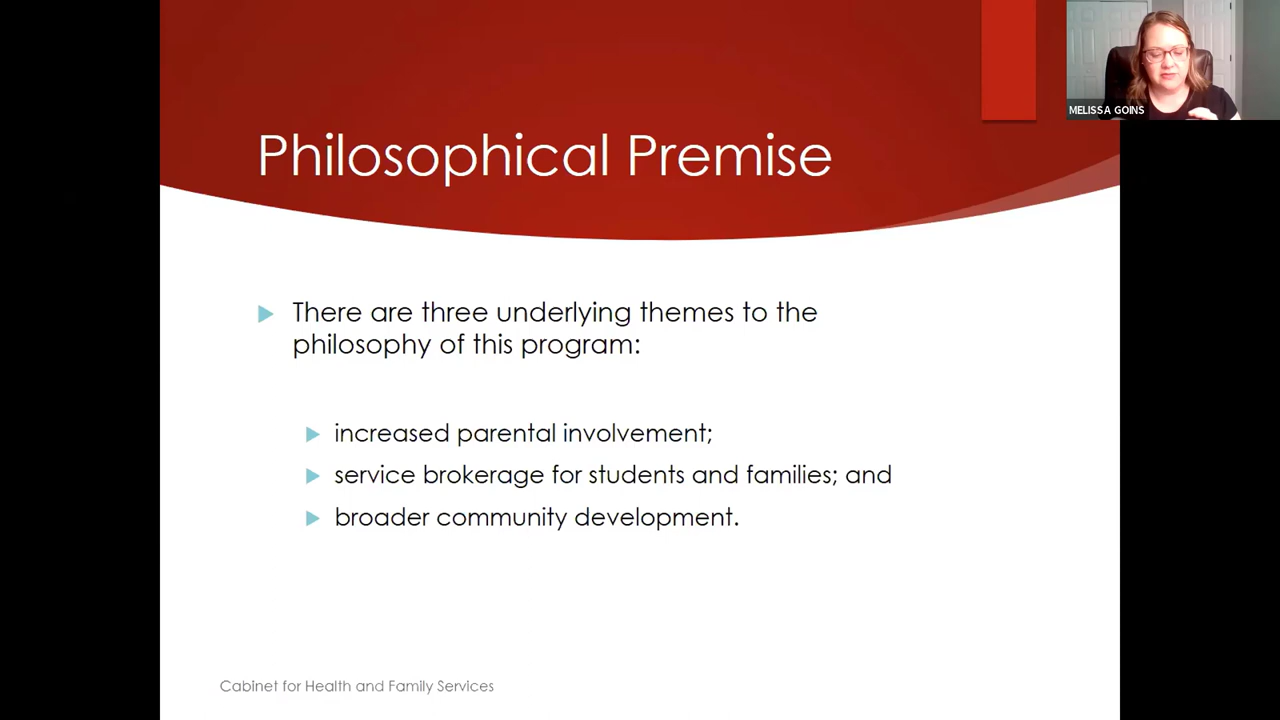 MELISSA GOINS
Philosophical Premise
There are three underlying themes to the
philosophy of this program:
increased parental involvement;
service brokerage for students and families; and
broader community development.
Cabinet for Health and Family Services